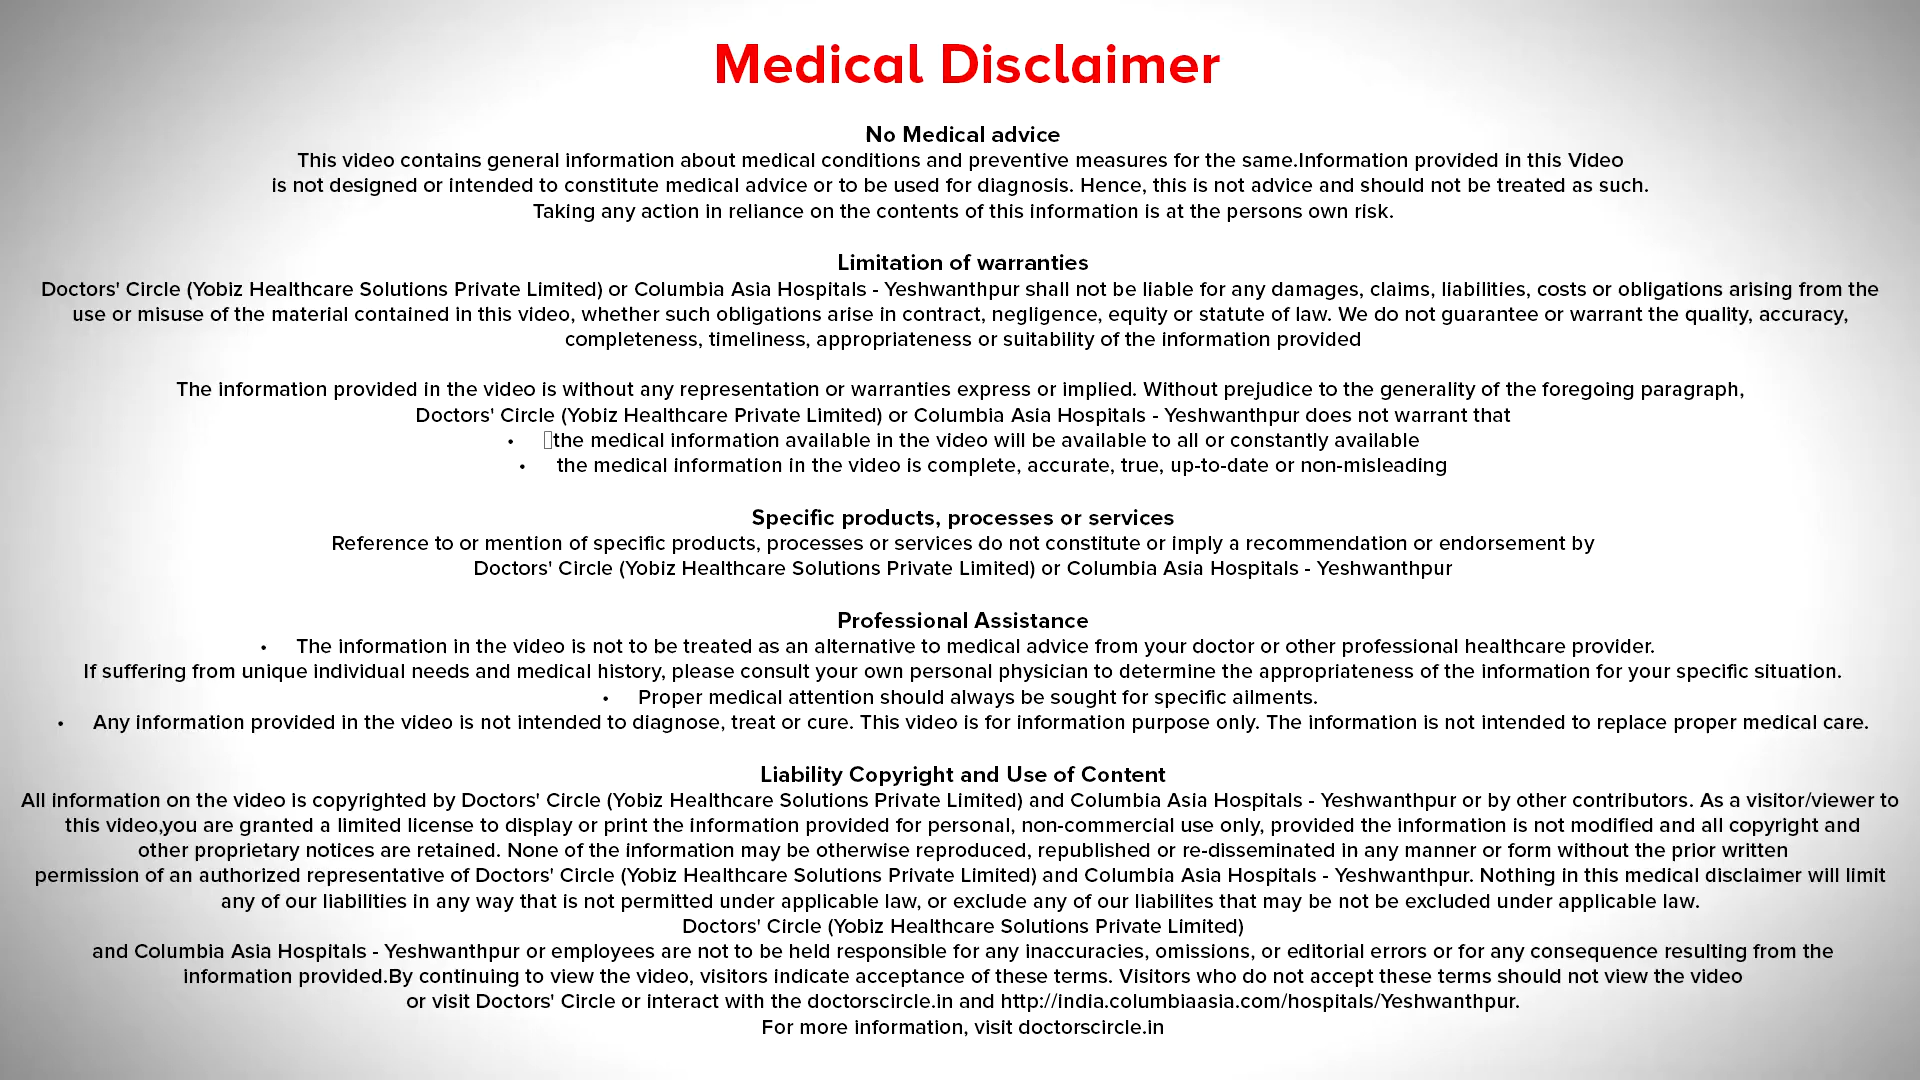 Medical Disclaimer
No Medical advice
This video contains general information about medical conditions and preventive measures for the same.Information provided in this Video
is not designed or intended to constitute medical advice or to be used for diagnosis. Hence, this is not advice and should not be treated as such.
Taking any action in reliance on the contents of this information is at the persons own risk.
Limitation of warranties
Doctors' Circle (Yobiz Healthcare Solutions Private Limited) or Columbia Asia Hospitals - Yeshwanthpur shall not be liable for any damages, claims, liabilities, costs or obligations arising from the
use or misuse of the material contained in this video, whether such obligations arise in contract, negligence, equity or statute of law. We do not guarantee or warrant the quality, accuracy,
completeness, timeliness, appropriateness or suitability of the information provided
The information provided in the video is without any representation or warranties express or implied. Without prejudice to the generality of the foregoing paragraph,
Doctors' Circle (Yobiz Healthcare Private Limited) or Columbia Asia Hospitals - Yeshwanthpur does not warrant that
• the medical information available in the video will be available to all or constantly available
• the medical information in the video is complete, accurate, true, up-to-date or non-misleading
Specific products, processes or services
Reference to or mention of specific products, processes or services do not constitute or imply a recommendation or endorsement by
Doctors' Circle (Yobiz Healthcare Solutions Private Limited) or Columbia Asia Hospitals - Yeshwanthpur
Professional Assistance
• The information in the video is not to be treated as an alternative to medical advice from your doctor or other professional healthcare provider.
If suffering from unique individual needs and medical history, please consult your own personal physician to determine the appropriateness of the information for your specific situation.
• Proper medical attention should always be sought for specific ailments.
• Any information provided in the video is not intended to diagnose, treat or cure. This video is for information purpose only. The information is not intended to replace proper medical care.
Liability Copyright and Use of Content
All information on the video is copyrighted by Doctors' Circle (Yobiz Healthcare Solutions Private Limited) and Columbia Asia Hospitals - Yeshwanthpur or by other contributors. As a visitor/viewer to
this video,you are granted a limited license to display or print the information provided for personal, non-commercial use only, provided the information is not modified and all copyright and
other proprietary notices are retained. None of the information may be otherwise reproduced, republished or re-disseminated in any manner or form without the prior written
permission of an authorized representative of Doctors' Circle (Yobiz Healthcare Solutions Private Limited) and Columbia Asia Hospitals - Yeshwanthpur. Nothing in this medical disclaimer will limit
any of our liabilities in any way that is not permitted under applicable law, or exclude any of our liabilites that may be not be excluded under applicable law.
Doctors' Circle (Yobiz Healthcare Solutions Private Limited)
and Columbia Asia Hospitals - Yeshwanthpur or employees are not to be held responsible for any inaccuracies, omissions, or editorial errors or for any consequence resulting from the
information provided.By continuing to view the video, visitors indicate acceptance of these terms. Visitors who do not accept these terms should not view the video
or visit Doctors' Circle or interact with the doctorscircle.in and http://india.columbiaasia.com/hospitals/Yeshwanthpur.
For more information, visit doctorscircle.in